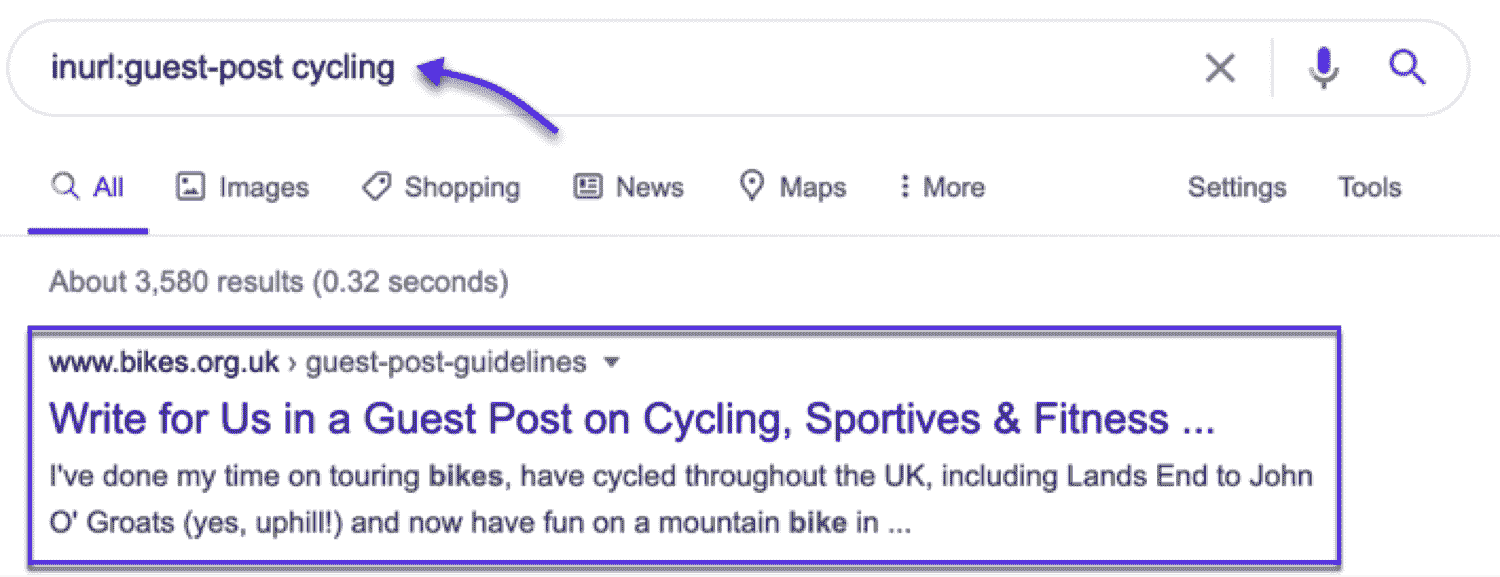 inurl:guest-post cycling
All Images Shopping News Maps More Settings Tools
About 3,580 results (0.32 seconds)
www.bikes.org.uk › guest-post-guidelines
Write for Us in a Guest Post on Cycling, Sportives & Fitness ...
I've done my time on touring bikes, have cycled throughout the UK, including Lands End to John
O' Groats (yes, uphill!) and now have fun on a mountain bike in ...